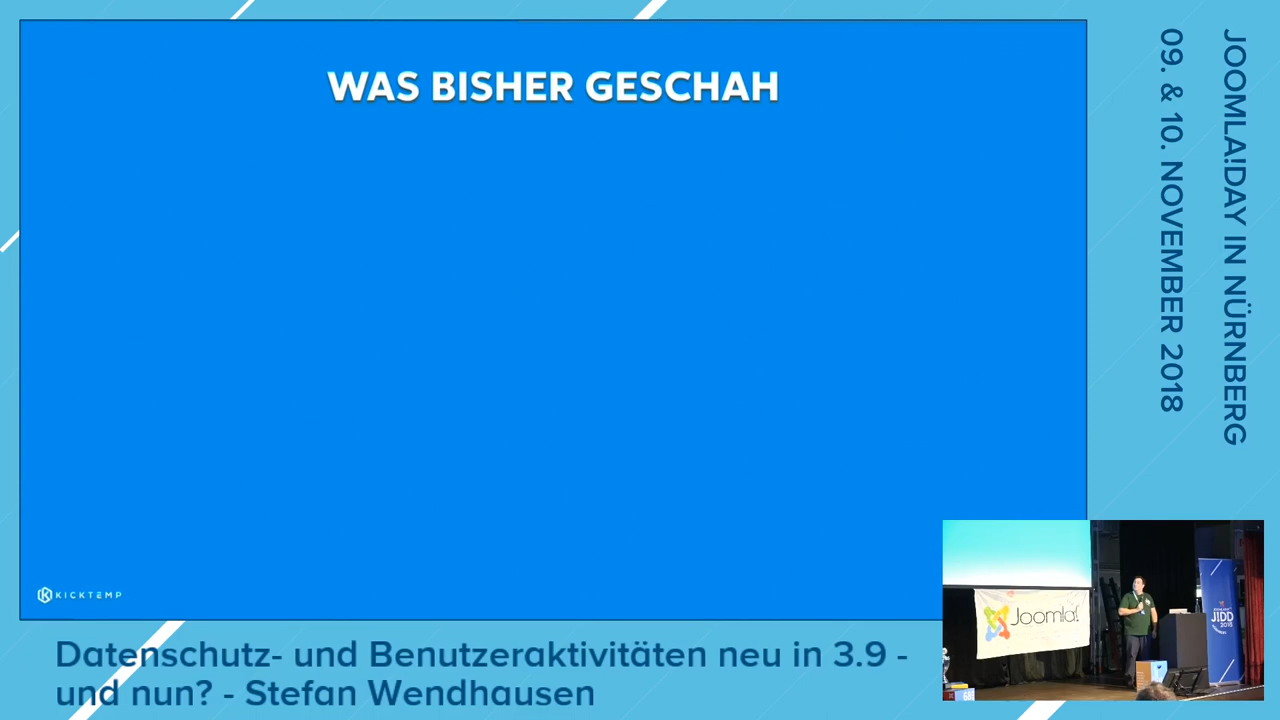 WAS BISHER GESCHAH
KICKTEMP
JOOMLA!DAY IN NÜRNBERG
09. & 10. NOVEMBER 2018
Joomla!
JIDD
2018
Datenschutz- und Benutzeraktivitäten neu in 3.9 -
und nun? - Stefan Wendhausen